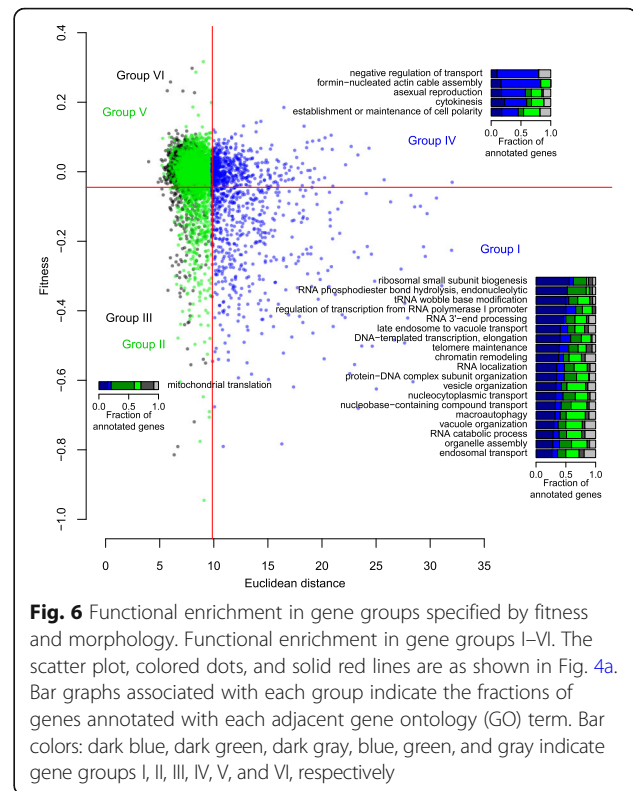 0.4
0.2
0.0
−0.2
−0.4
−0.6
−0.8
−1.0
Fitness
Group VI
Group V
Group IV
Group I
Group III
Group II
negative regulation of transport
formin−nucleated actin cable assembly
asexual reproduction
cytokinesis
establishment or maintenance of cell polarity
0.0 0.5 1.0
Fraction of
annotated genes
ribosomal small subunit biogenesis
RNA phosphodiester bond hydrolysis, endonucleolytic
tRNA wobble base modification
regulation of transcription from RNA polymerase I promoter
RNA 3'−end processing
late endosome to vacuole transport
DNA−templated transcription, elongation
telomere maintenance
chromatin remodeling
RNA localization
protein−DNA complex subunit organization
vesicle organization
nucleocytoplasmic transport
nucleobase−containing compound transport
macroautophagy
vacuole organization
RNA catabolic process
organelle assembly
endosomal transport
0.0 0.5 1.0
Fraction of
annotated genes
mitochondrial translation
0.0 0.5 1.0
Fraction of
annotated genes
0 5 10 15 20 25 30 35
Euclidean distance
Fig. 6 Functional enrichment in gene groups specified by fitness
and morphology. Functional enrichment in gene groups I–VI. The
scatter plot, colored dots, and solid red lines are as shown in Fig. 4a.
Bar graphs associated with each group indicate the fractions of
genes annotated with each adjacent gene ontology (GO) term. Bar
colors: dark blue, dark green, dark gray, blue, green, and gray indicate
gene groups I, II, III, IV, V, and VI, respectively